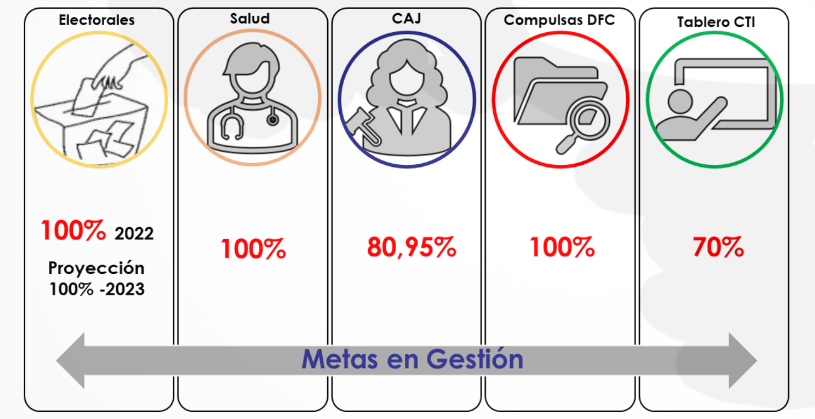 Electorales
100% 2022
Proyección
100% -2023
Salud
100%
CAJ
80,95%
Compulsas DFC
100%
Tablero CTI
70%
Metas en Gestión